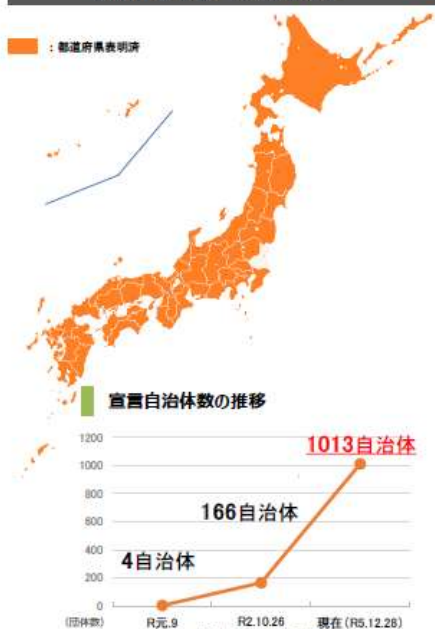 ：都道府県表明済
宣言自治体数の推移
1200
1000
800
600
400
200
0
1013自治体
166自治体
4自治体
(団体数)
R元.9
R2.10.26
現在(R5.12.28)